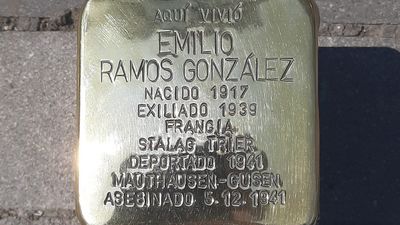 AQUÍ VIVIÓ
EMILIO
RAMOS GONZÁLEZ
NACIDO 1917
EXILIADO 1939
FRANCIA
STALAG TRIER
DEPORTADO 1941
MAUTHAUSEN-GUSEN
ASESINADO 5.12.1941